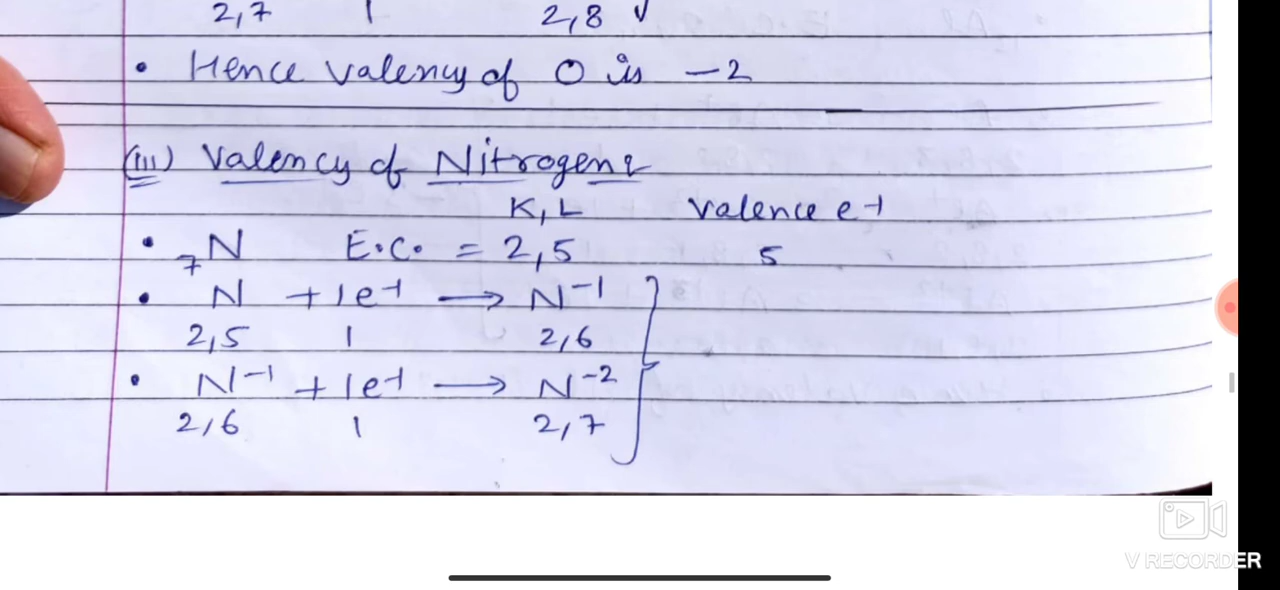 2,7 1 2,8 ✓
• Hence valency of O is -2
(iii) Valency of Nitrogen :
K, L Valence e-1
• 7N E.C. = 2,5 5
• N + 1e-1 → N-1
2,5 1 2,6
• N-1 + 1e-1 → N-2
2,6 1 2,7
V RECORDER